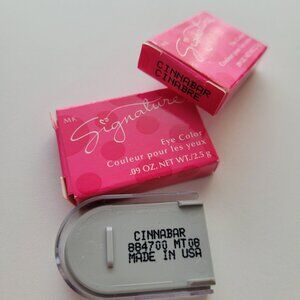 CINNABAR
CINABRE
MK
Signature
Eye Color
Couleur pour les yeux
.09 OZ. NET WT./2.5 g
CINNABAR
884700 MT08
MADE IN USA